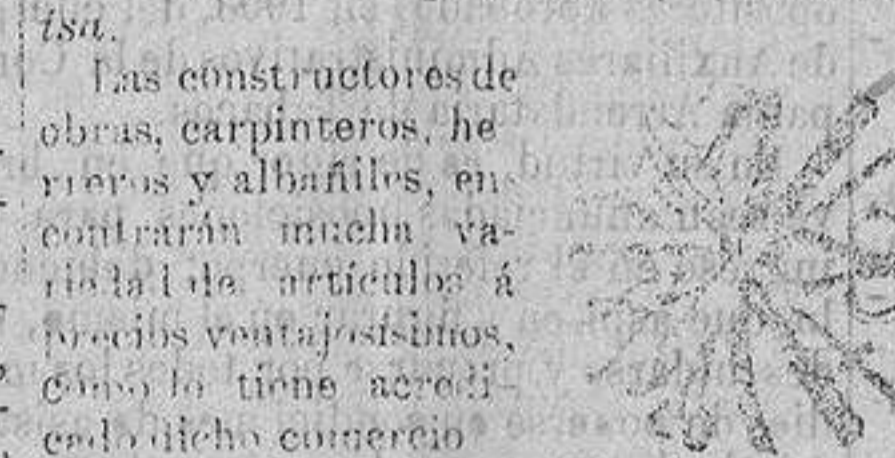 isa.
Las constructores de
obras, carpinteros, he
rreros y albañiles, en-
contrarán mucha va-
riedad de artículos á
precios ventajosísimos,
como lo tiene acredi
cado dicho comercio